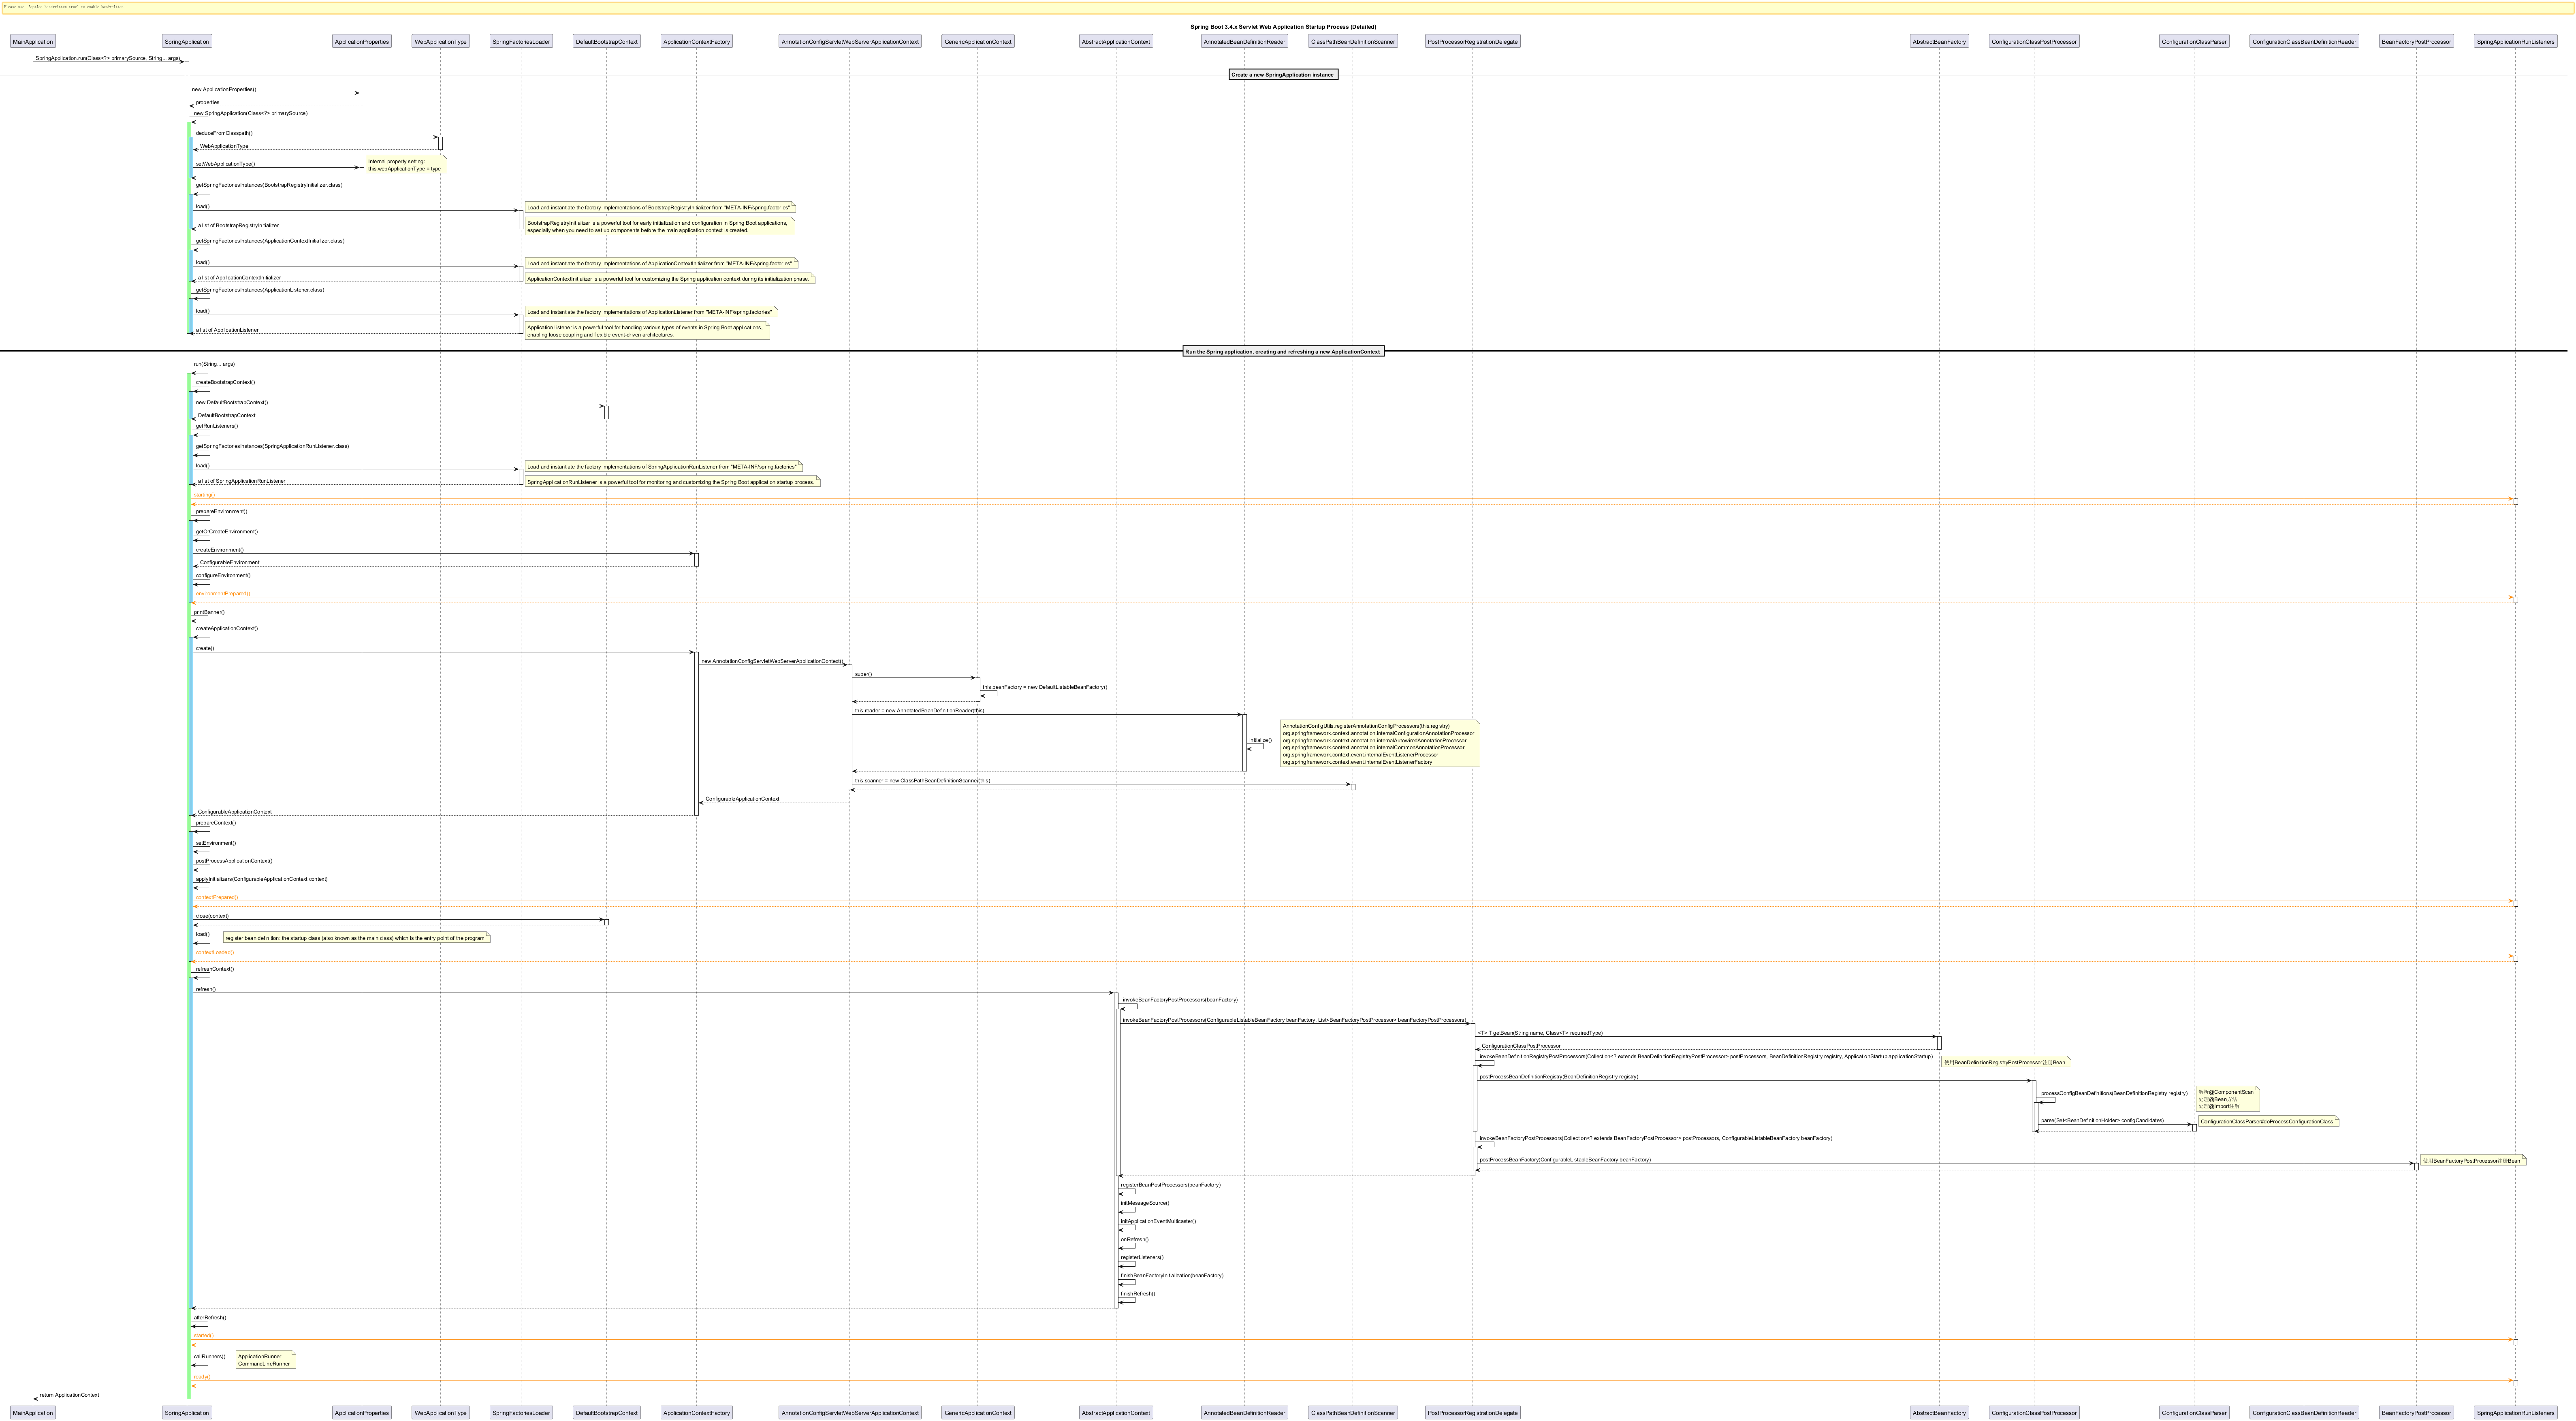 Please use '!option handwritten true' to enable handwritten
Spring Boot 3.4.x Servlet Web Application Startup Process (Detailed)
MainApplication
SpringApplication
ApplicationProperties
WebApplicationType
SpringFactoriesLoader
DefaultBootstrapContext
ApplicationContextFactory
AnnotationConfigServletWebServerApplicationContext
GenericApplicationContext
AbstractApplicationContext
AnnotatedBeanDefinitionReader
ClassPathBeanDefinitionScanner
PostProcessorRegistrationDelegate
AbstractBeanFactory
ConfigurationClassPostProcessor
ConfigurationClassParser
ConfigurationClassBeanDefinitionReader
BeanFactoryPostProcessor
SpringApplicationRunListeners
SpringApplication.run(Class<?> primarySource, String... args)
Create a new SpringApplication instance
new ApplicationProperties()
properties
new SpringApplication(Class<?> primarySource)
deduceFromClasspath()
WebApplicationType
setWebApplicationType()
Internal property setting:
this.webApplicationType = type
getSpringFactoriesInstances(BootstrapRegistryInitializer.class)
load()
Load and instantiate the factory implementations of BootstrapRegistryInitializer from "META-INF/spring.factories"
a list of BootstrapRegistryInitializer
BootstrapRegistryInitializer is a powerful tool for early initialization and configuration in Spring Boot applications,
especially when you need to set up components before the main application context is created.
getSpringFactoriesInstances(ApplicationContextInitializer.class)
load()
Load and instantiate the factory implementations of ApplicationContextInitializer from "META-INF/spring.factories"
a list of ApplicationContextInitializer
ApplicationContextInitializer is a powerful tool for customizing the Spring application context during its initialization phase.
getSpringFactoriesInstances(ApplicationListener.class)
load()
Load and instantiate the factory implementations of ApplicationListener from "META-INF/spring.factories"
a list of ApplicationListener
ApplicationListener is a powerful tool for handling various types of events in Spring Boot applications,
enabling loose coupling and flexible event-driven architectures.
Run the Spring application, creating and refreshing a new ApplicationContext
run(String... args)
createBootstrapContext()
new DefaultBootstrapContext()
DefaultBootstrapContext
getRunListeners()
getSpringFactoriesInstances(SpringApplicationRunListener.class)
load()
Load and instantiate the factory implementations of SpringApplicationRunListener from "META-INF/spring.factories"
a list of SpringApplicationRunListener
SpringApplicationRunListener is a powerful tool for monitoring and customizing the Spring Boot application startup process.
starting()
prepareEnvironment()
getOrCreateEnvironment()
createEnvironment()
ConfigurableEnvironment
configureEnvironment()
environmentPrepared()
printBanner()
createApplicationContext()
create()
new AnnotationConfigServletWebServerApplicationContext()
super()
this.beanFactory = new DefaultListableBeanFactory()
this.reader = new AnnotatedBeanDefinitionReader(this)
initialize()
AnnotationConfigUtils.registerAnnotationConfigProcessors(this.registry)
org.springframework.context.annotation.internalConfigurationAnnotationProcessor
org.springframework.context.annotation.internalAutowiredAnnotationProcessor
org.springframework.context.annotation.internalCommonAnnotationProcessor
org.springframework.context.event.internalEventListenerProcessor
org.springframework.context.event.internalEventListenerFactory
this.scanner = new ClassPathBeanDefinitionScanner(this)
ConfigurableApplicationContext
ConfigurableApplicationContext
prepareContext()
setEnvironment()
postProcessApplicationContext()
applyInitializers(ConfigurableApplicationContext context)
contextPrepared()
close(context)
load()
register bean definition: the startup class (also known as the main class) which is the entry point of the program
contextLoaded()
refreshContext()
refresh()
invokeBeanFactoryPostProcessors(beanFactory)
invokeBeanFactoryPostProcessors(ConfigurableListableBeanFactory beanFactory, List<BeanFactoryPostProcessor> beanFactoryPostProcessors)
<T> T getBean(String name, Class<T> requiredType)
ConfigurationClassPostProcessor
invokeBeanDefinitionRegistryPostProcessors(Collection<? extends BeanDefinitionRegistryPostProcessor> postProcessors, BeanDefinitionRegistry registry, ApplicationStartup applicationStartup)
使用BeanDefinitionRegistryPostProcessor注册Bean
postProcessBeanDefinitionRegistry(BeanDefinitionRegistry registry)
processConfigBeanDefinitions(BeanDefinitionRegistry registry)
解析@ComponentScan
处理@Bean方法
处理@Import注解
parse(Set<BeanDefinitionHolder> configCandidates)
ConfigurationClassParser#doProcessConfigurationClass
invokeBeanFactoryPostProcessors(Collection<? extends BeanFactoryPostProcessor> postProcessors, ConfigurableListableBeanFactory beanFactory)
postProcessBeanFactory(ConfigurableListableBeanFactory beanFactory)
使用BeanFactoryPostProcessor注册Bean
registerBeanPostProcessors(beanFactory)
initMessageSource()
initApplicationEventMulticaster()
onRefresh()
registerListeners()
finishBeanFactoryInitialization(beanFactory)
finishRefresh()
afterRefresh()
started()
callRunners()
ApplicationRunner
CommandLineRunner
ready()
return ApplicationContext
MainApplication
SpringApplication
ApplicationProperties
WebApplicationType
SpringFactoriesLoader
DefaultBootstrapContext
ApplicationContextFactory
AnnotationConfigServletWebServerApplicationContext
GenericApplicationContext
AbstractApplicationContext
AnnotatedBeanDefinitionReader
ClassPathBeanDefinitionScanner
PostProcessorRegistrationDelegate
AbstractBeanFactory
ConfigurationClassPostProcessor
ConfigurationClassParser
ConfigurationClassBeanDefinitionReader
BeanFactoryPostProcessor
SpringApplicationRunListeners